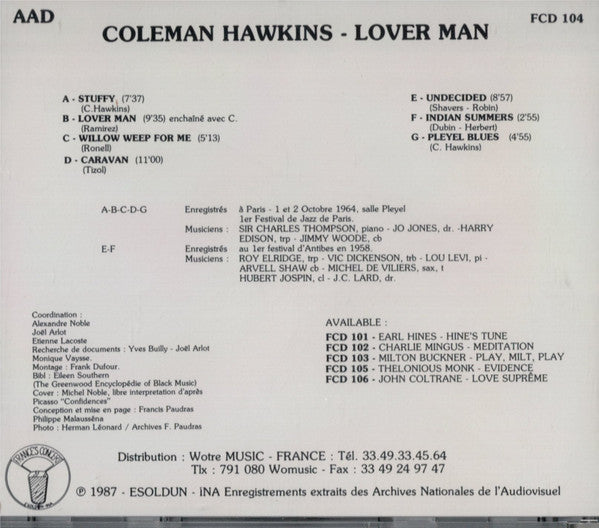 AAD
COLEMAN HAWKINS - LOVER MAN
FCD 104
A - STUFFY (7'37)
(C.Hawkins)
B - LOVER MAN (9'35) enchaîné avec C.
(Ramirez)
C - WILLOW WEEP FOR ME (5'13)
(Ronell)
D - CARAVAN (11'00)
(Tizol)
E - UNDECIDED (8'57)
(Shavers - Robin)
F - INDIAN SUMMERS (2'55)
(Dubin - Herbert)
G - PLEYEL BLUES (4'55)
(C. Hawkins)
A-B-C-D-G Enregistrés à Paris - 1 et 2 Octobre 1964, salle Pleyel
1er Festival de Jazz de Paris.
Musiciens : SIR CHARLES THOMPSON, piano - JO JONES, dr. -HARRY
EDISON, trp - JIMMY WOODE, cb
E-F Enregistrés au 1er festival d'Antibes en 1958.
Musiciens : ROY ELRIDGE, trp - VIC DICKENSON, trb - LOU LEVI, pi -
ARVELL SHAW cb - MICHEL DE VILIERS, sax, t
HUBERT JOSPIN, cl - J.C. LARD, dr.
Coordination :
Alexandre Noble
Joël Arlot
Etienne Lacoste
Recherche de documents : Yves Builly - Joël Arlot
Monique Vaysse.
Montage : Frank Dufour.
Bibl : Eileen Southern
(The Greenwood Encyclopédie of Black Music)
Cover : Michel Noble, libre interpretation d'après
Picasso "Confidences"
Conception et mise en page : Francis Paudras
Philippe Malausséna
Photo : Herman Léonard / Archives F. Paudras
AVAILABLE :
FCD 101 - EARL HINES - HINE'S TUNE
FCD 102 - CHARLIE MINGUS - MEDITATION
FCD 103 - MILTON BUCKNER - PLAY, MILT, PLAY
FCD 105 - THELONIOUS MONK - EVIDENCE
FCD 106 - JOHN COLTRANE - LOVE SUPRÊME
Distribution : Wotre MUSIC - FRANCE : Tél. 33.49.33.45.64
Tlx : 791 080 Womusic - Fax : 33 49 24 97 47
FRANCE'S CONCERT
℗ 1987 - ESOLDUN - iNA Enregistrements extraits des Archives Nationales de l'Audiovisuel